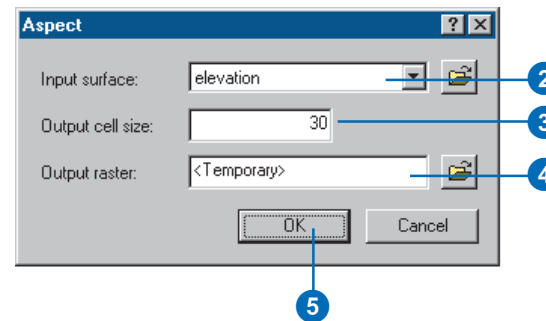 Aspect
Input surface: elevation 2
Output cell size: 30 3
Output raster: <Temporary> 4
OK Cancel
5